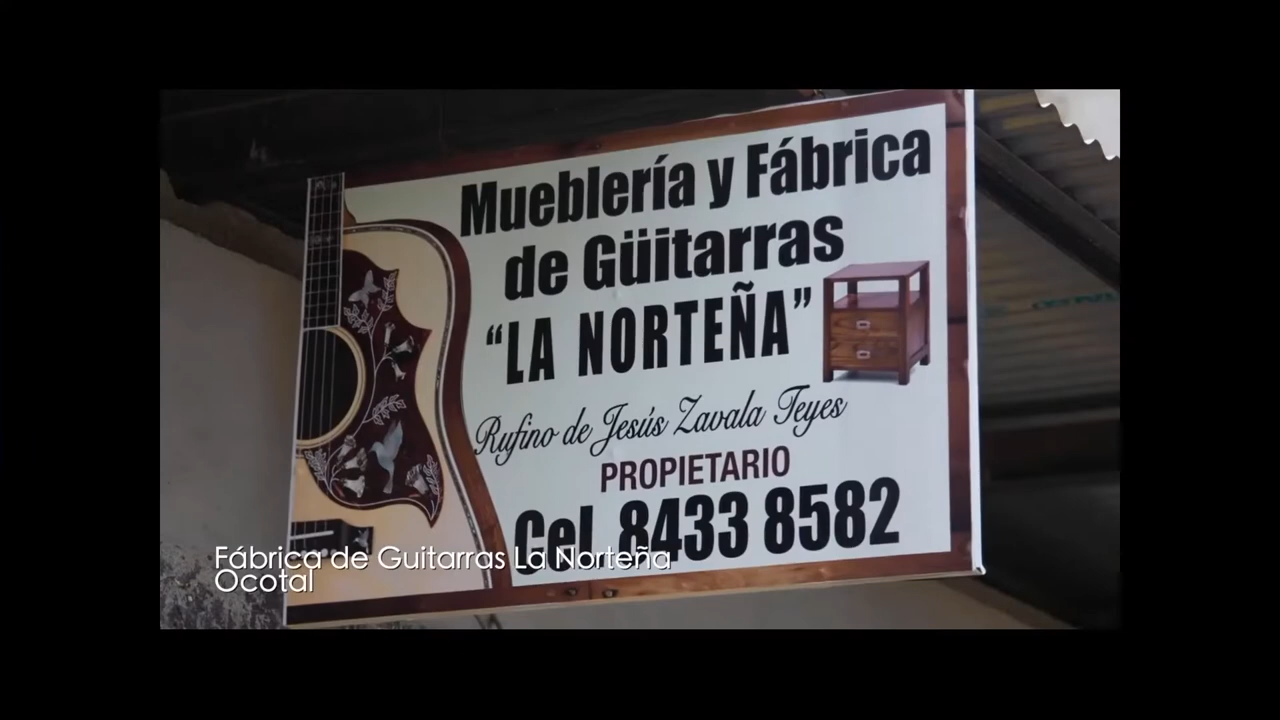 Mueblería y Fábrica
de Güitarras
“LA NORTEÑA”
Rufino de Jesús Zavala Teyes
PROPIETARIO
Cel. 8433 8582
Fábrica de Guitarras La Norteña
Ocotal